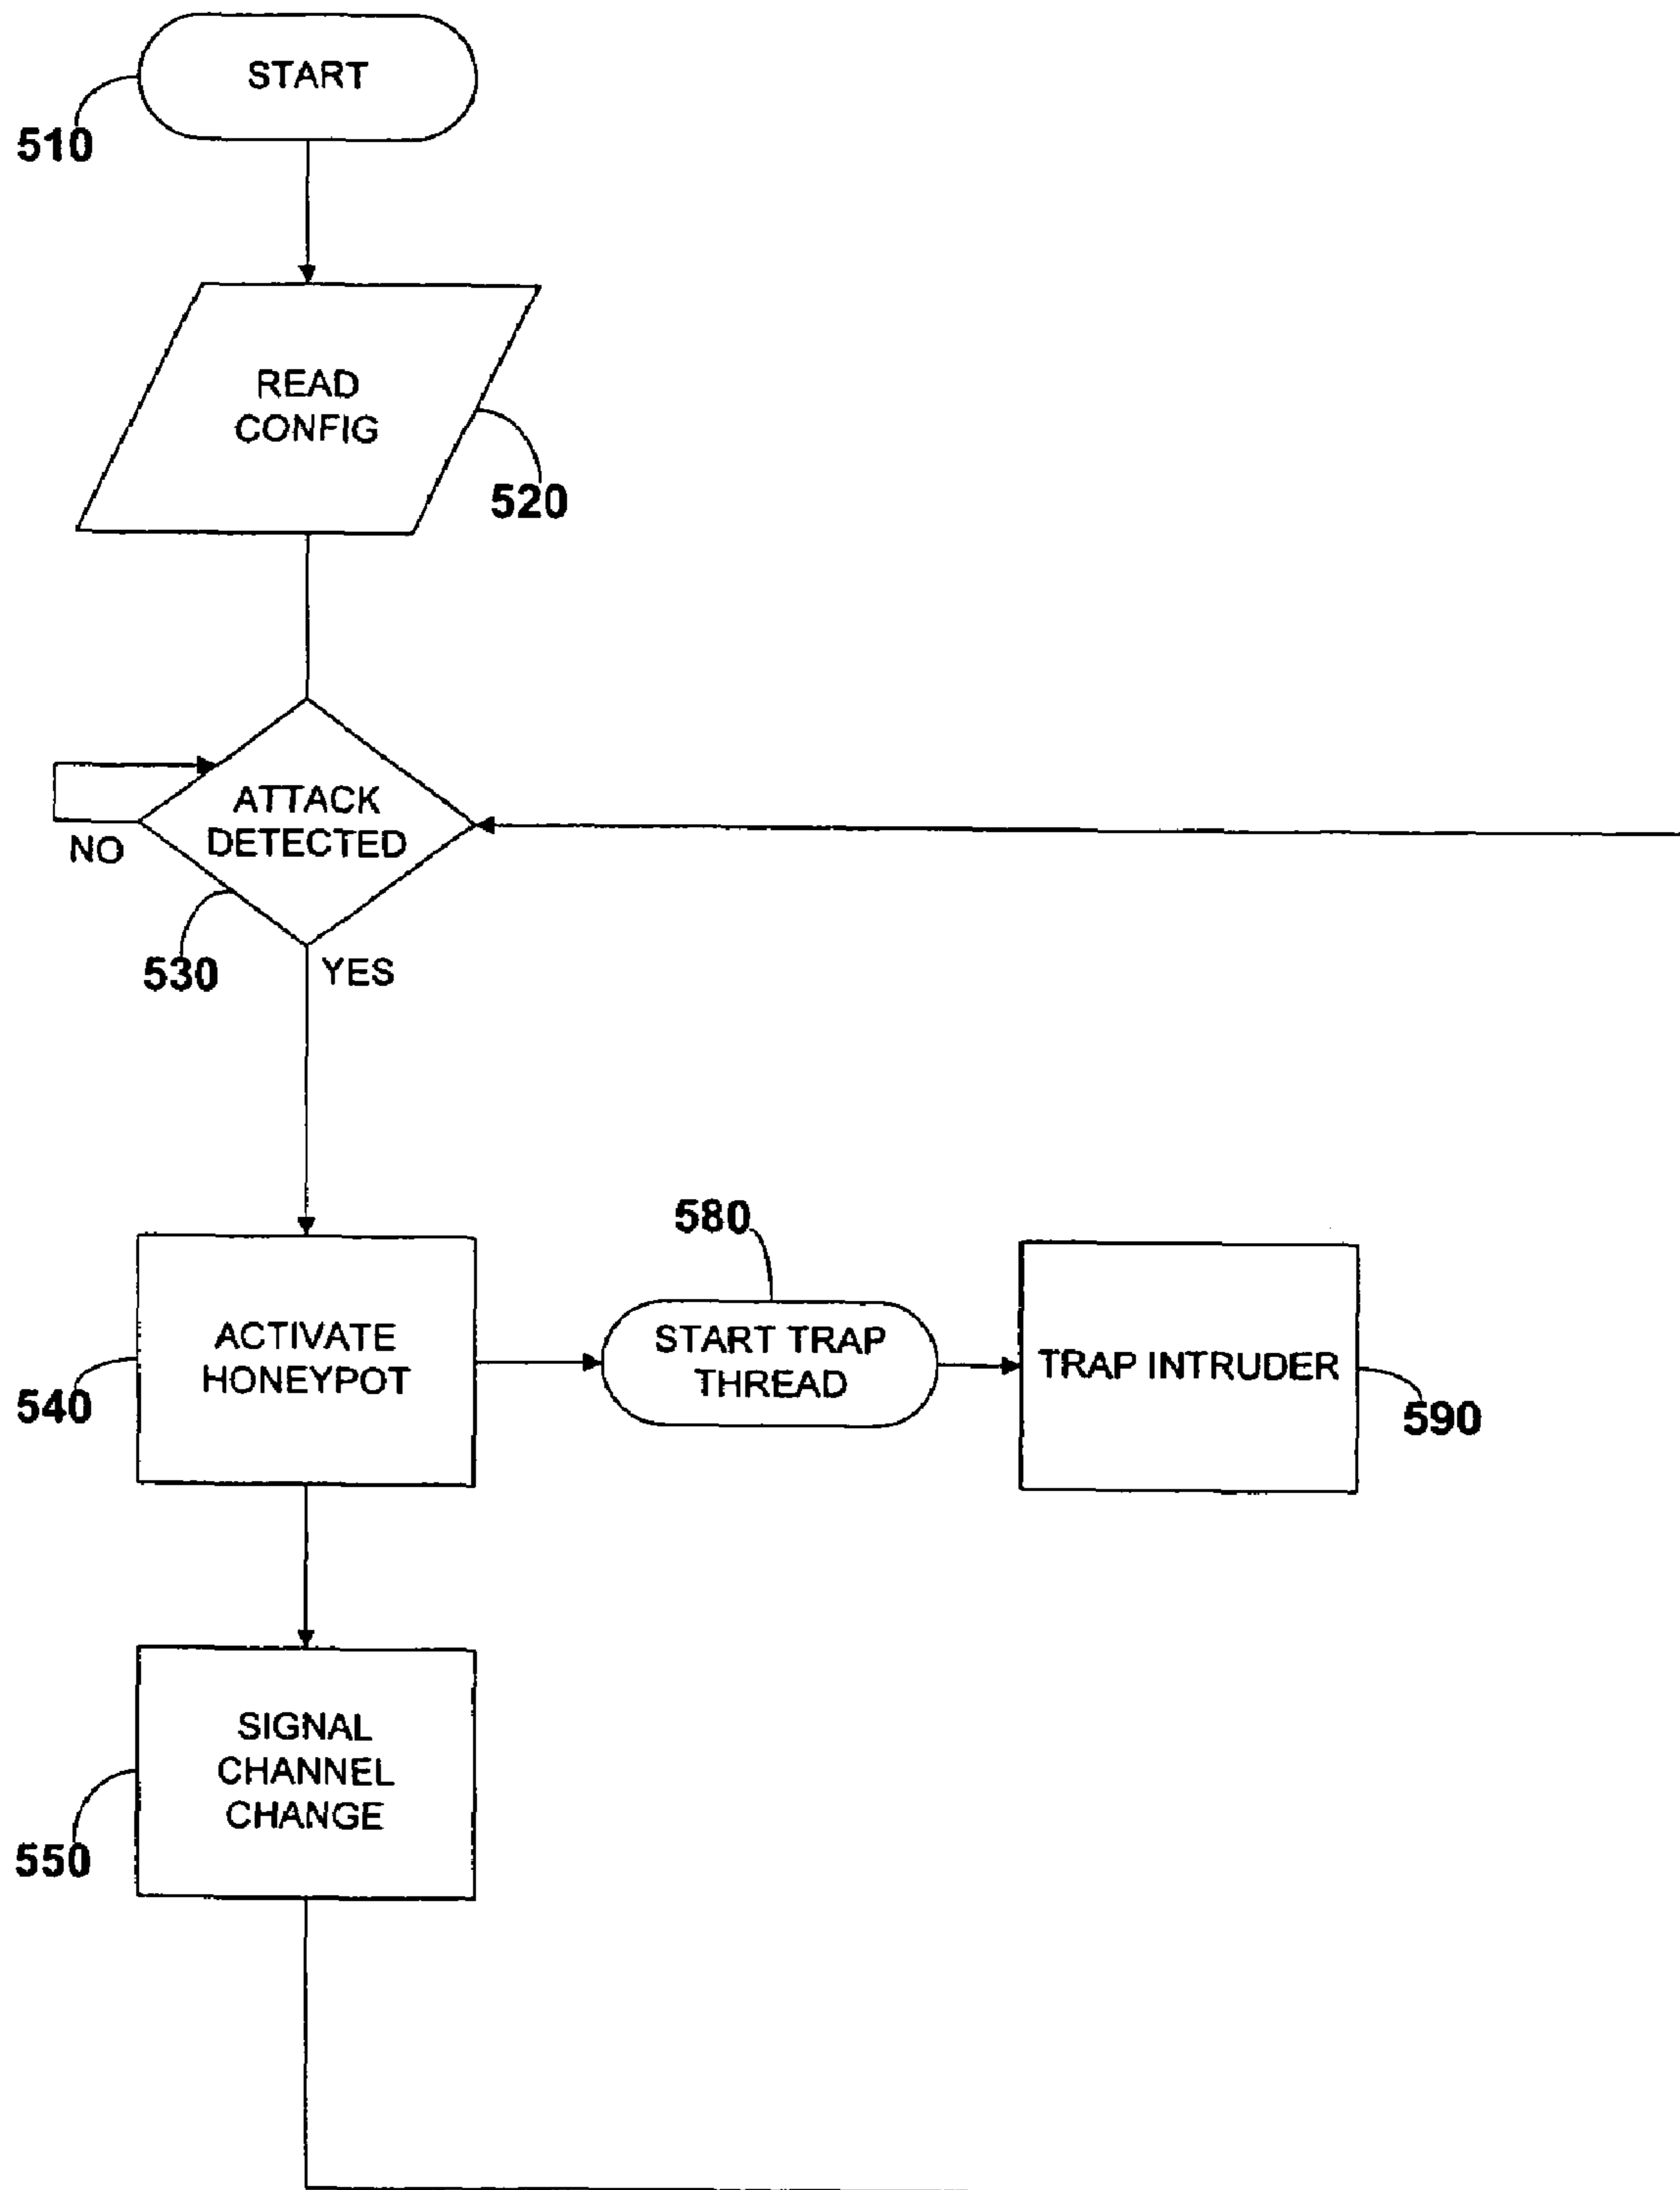 START
510
READ
CONFIG
520
ATTACK
DETECTED
NO
530
YES
580
ACTIVATE
HONEYPOT
START TRAP
THREAD
TRAP INTRUDER
540
590
SIGNAL
CHANNEL
CHANGE
550